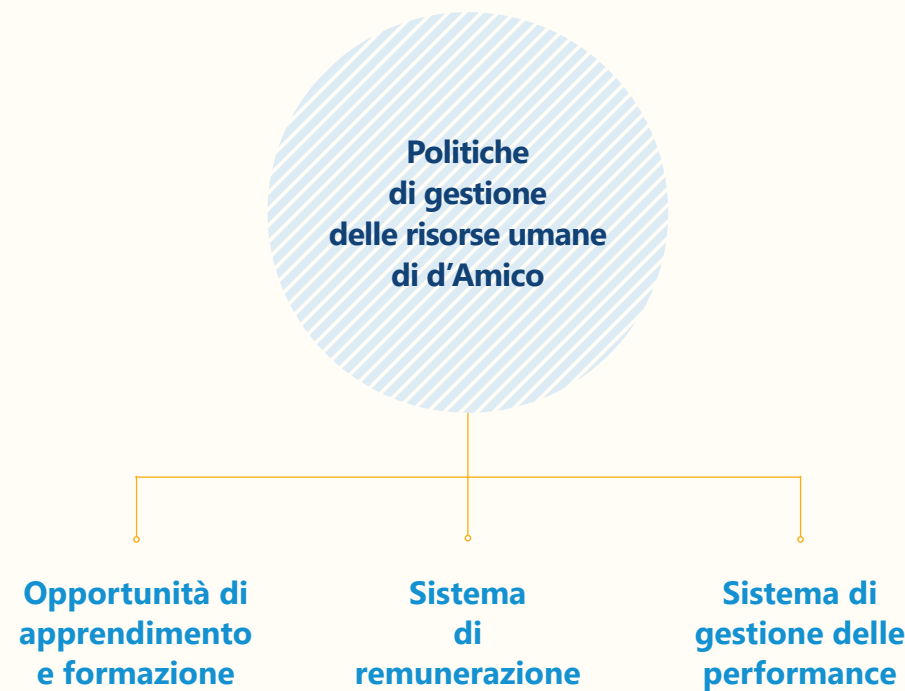 Politiche
di gestione
delle risorse umane
di d’Amico
Opportunità di
apprendimento
e formazione
Sistema
di
remunerazione
Sistema di
gestione delle
performance